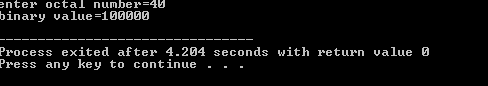 enter octal number=40
binary value=100000
--------------------------------
Process exited after 4.204 seconds with return value 0
Press any key to continue . . .